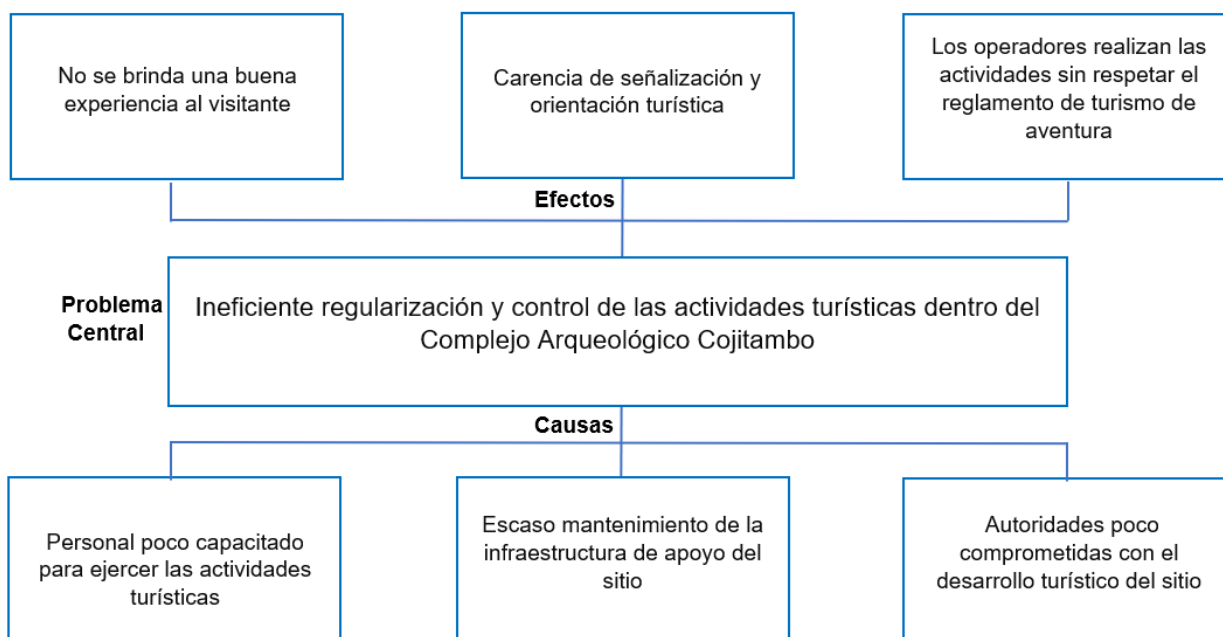 No se brinda una buena
experiencia al visitante
Carencia de señalización y
orientación turística
Los operadores realizan las
actividades sin respetar el
reglamento de turismo de
aventura
Efectos
Problema
Central
Ineficiente regularización y control de las actividades turísticas dentro del
Complejo Arqueológico Cojitambo
Causas
Personal poco capacitado
para ejercer las actividades
turísticas
Escaso mantenimiento de la
infraestructura de apoyo del
sitio
Autoridades poco
comprometidas con el
desarrollo turístico del sitio